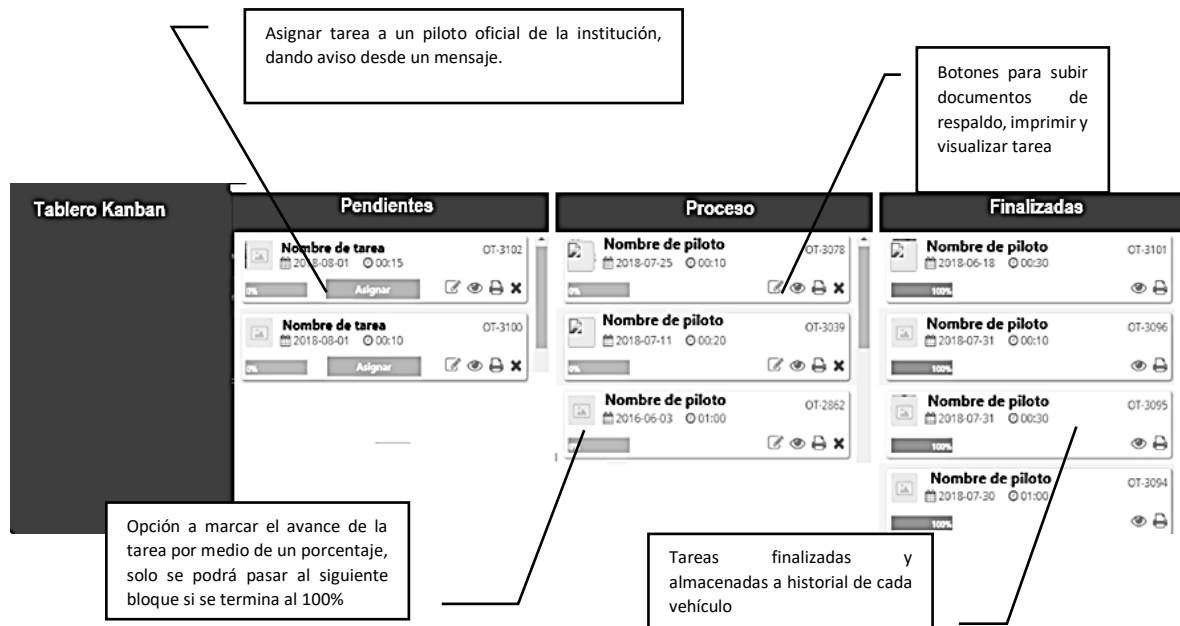 Asignar tarea a un piloto oficial de la institución,
dando aviso desde un mensaje.
Botones para subir
documentos de
respaldo, imprimir y
visualizar tarea
Tablero Kanban
Pendientes
Nombre de tarea
OT-3102
2018-08-01 00:15
0% Asignar
Nombre de tarea
OT-3100
2018-08-01 00:10
0% Asignar
Proceso
Nombre de piloto
OT-3078
2018-07-25 00:10
0%
Nombre de piloto
OT-3039
2018-07-11 00:20
0%
Nombre de piloto
OT-2862
2016-06-03 01:00
0%
Finalizadas
Nombre de piloto
OT-3101
2018-06-18 00:30
100%
Nombre de piloto
OT-3096
2018-07-31 00:10
100%
Nombre de piloto
OT-3095
2018-07-31 00:30
100%
Nombre de piloto
OT-3094
2018-07-30 01:00
100%
Opción a marcar el avance de la
tarea por medio de un porcentaje,
solo se podrá pasar al siguiente
bloque si se termina al 100%
Tareas finalizadas y
almacenadas a historial de cada
vehículo